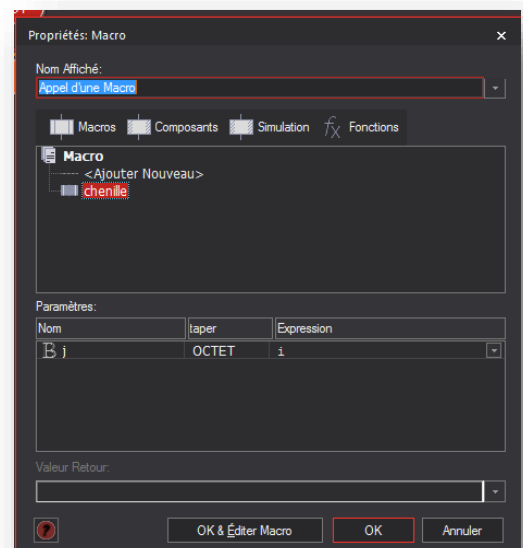 Propriétés: Macro
Nom Affiché:
Appel d'une Macro
Macros Composants Simulation fx Fonctions
Macro
<Ajouter Nouveau>
chenille
Paramètres:
Nom taper Expression
B j OCTET i
Valeur Retour:
? OK & Éditer Macro OK Annuler